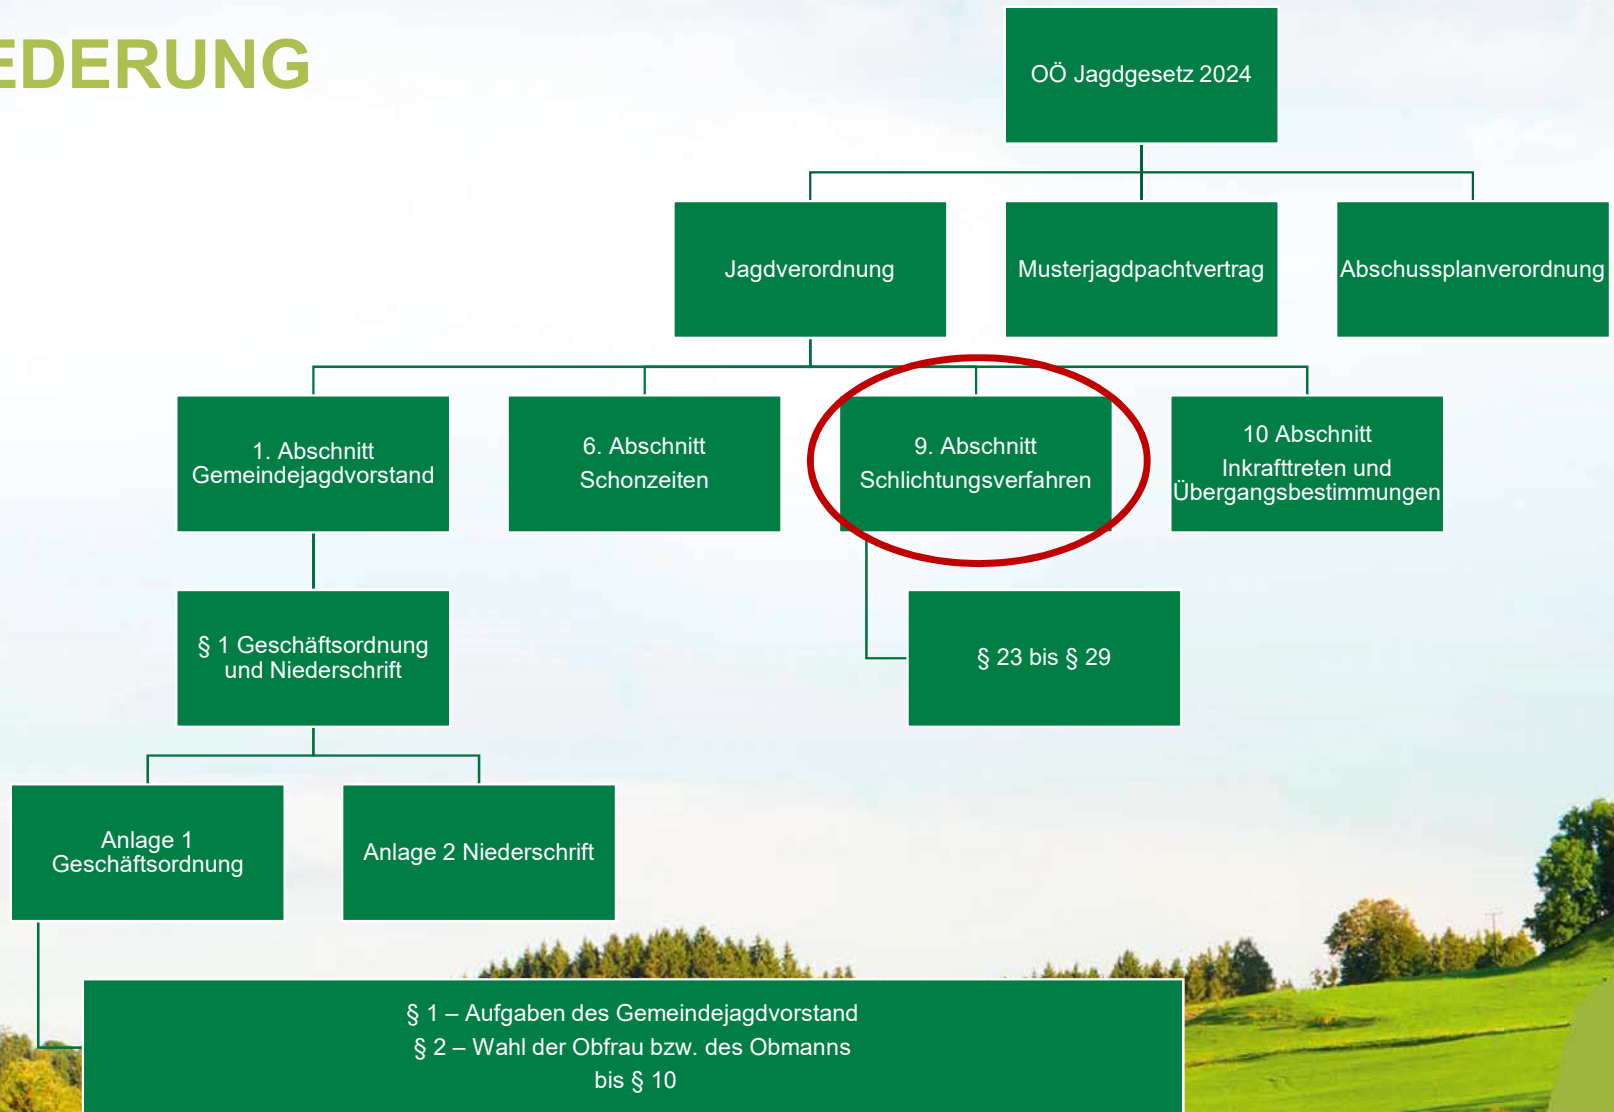 EDERUNG
OÖ Jagdgesetz 2024
Jagdverordnung
Musterjagdpachtvertrag
Abschussplanverordnung
1. Abschnitt
Gemeindejagdvorstand
6. Abschnitt
Schonzeiten
9. Abschnitt
Schlichtungsverfahren
10 Abschnitt
Inkrafttreten und
Übergangsbestimmungen
§ 1 Geschäftsordnung
und Niederschrift
§ 23 bis § 29
Anlage 1
Geschäftsordnung
Anlage 2 Niederschrift
§ 1 – Aufgaben des Gemeindejagdvorstand
§ 2 – Wahl der Obfrau bzw. des Obmanns
bis § 10